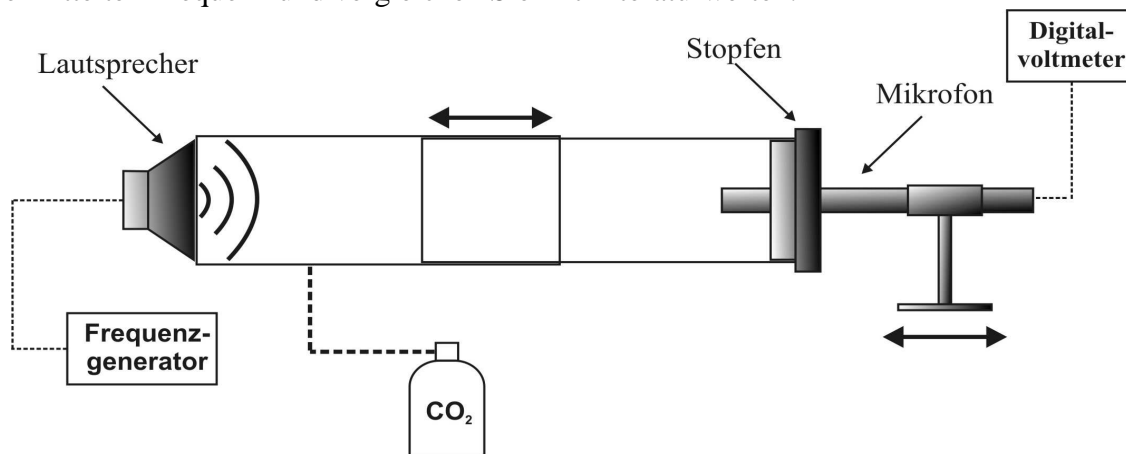 Digital-
voltmeter
Stopfen
Lautsprecher
Mikrofon
Frequenz-
generator
CO₂